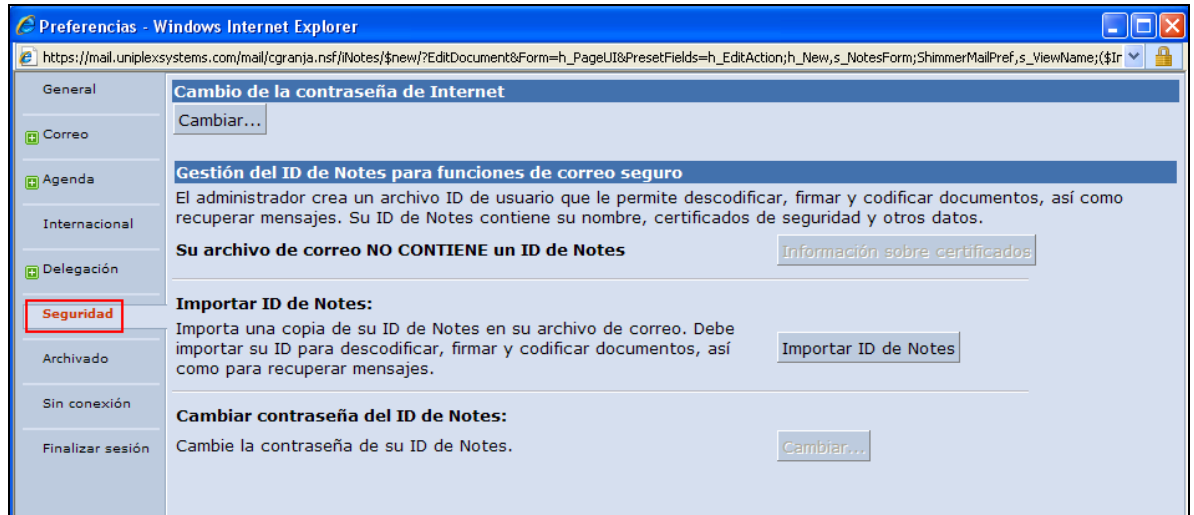 Preferencias - Windows Internet Explorer
https://mail.uniplexsystems.com/mail/cgranja.nsf/iNotes/$new/?EditDocument&Form=h_PageUI&PresetFields=h_EditAction;h_New,s_NotesForm;ShimmerMailPref,s_ViewName;($Ir
General
Correo
Agenda
Internacional
Delegación
Seguridad
Archivado
Sin conexión
Finalizar sesión
Cambio de la contraseña de Internet
Cambiar...
Gestión del ID de Notes para funciones de correo seguro
El administrador crea un archivo ID de usuario que le permite descodificar, firmar y codificar documentos, así como
recuperar mensajes. Su ID de Notes contiene su nombre, certificados de seguridad y otros datos.
Su archivo de correo NO CONTIENE un ID de Notes
Información sobre certificados
Importar ID de Notes:
Importa una copia de su ID de Notes en su archivo de correo. Debe
importar su ID para descodificar, firmar y codificar documentos, así
como para recuperar mensajes.
Importar ID de Notes
Cambiar contraseña del ID de Notes:
Cambie la contraseña de su ID de Notes.
Cambiar...